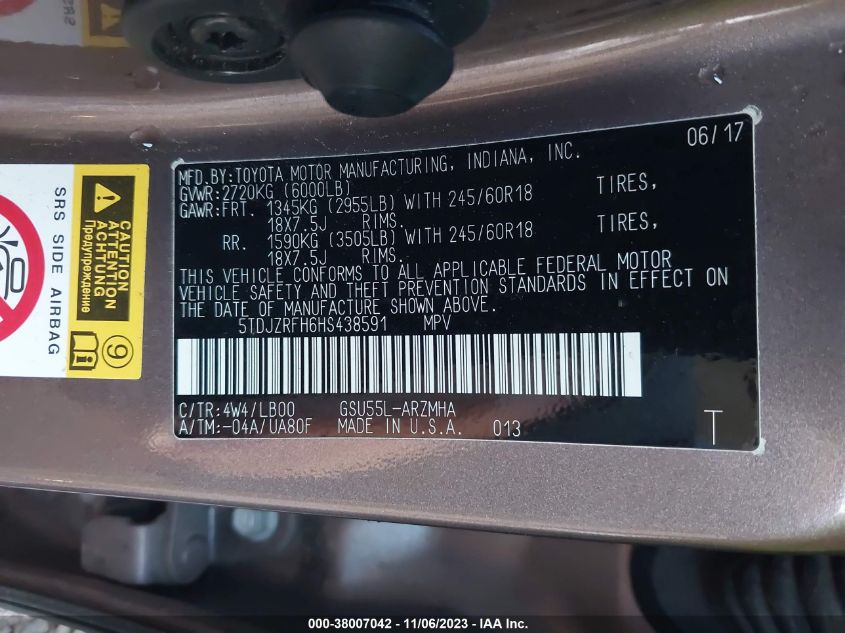 06/17
MFD.BY:TOYOTA MOTOR MANUFACTURING, INDIANA, INC.
GVWR:2720KG (6000LB)
GAWR:FRT. 1345KG (2955LB) WITH 245/60R18 TIRES,
18X7.5J RIMS.
RR. 1590KG (3505LB) WITH 245/60R18 TIRES,
18X7.5J RIMS.
THIS VEHICLE CONFORMS TO ALL APPLICABLE FEDERAL MOTOR
VEHICLE SAFETY AND THEFT PREVENTION STANDARDS IN EFFECT ON
THE DATE OF MANUFACTURE SHOWN ABOVE.
5TDJZRFH6HS438591 MPV
C/TR:4W4/LB00 GSU55L-ARZMHA
A/TM:-04A/UA80F MADE IN U.S.A. 013
T
SRS SIDE AIRBAG
CAUTION
ATTENTION
ACHTUNG
Предупреждение
9
000-38007042 - 11/06/2023 - IAA Inc.